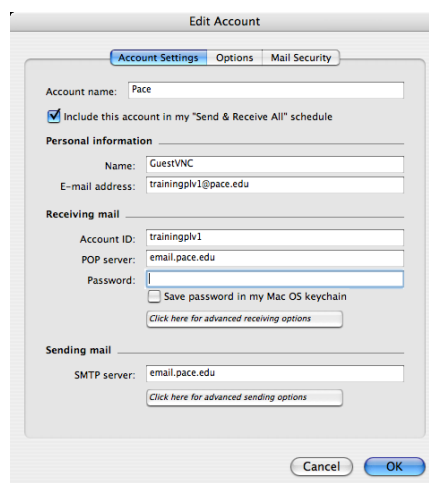 Edit Account
Account Settings Options Mail Security
Account name: Pace
Include this account in my "Send & Receive All" schedule
Personal information
Name: GuestVNC
E-mail address: trainingplv1@pace.edu
Receiving mail
Account ID: trainingplv1
POP server: email.pace.edu
Password:
Save password in my Mac OS keychain
Click here for advanced receiving options
Sending mail
SMTP server: email.pace.edu
Click here for advanced sending options
Cancel OK